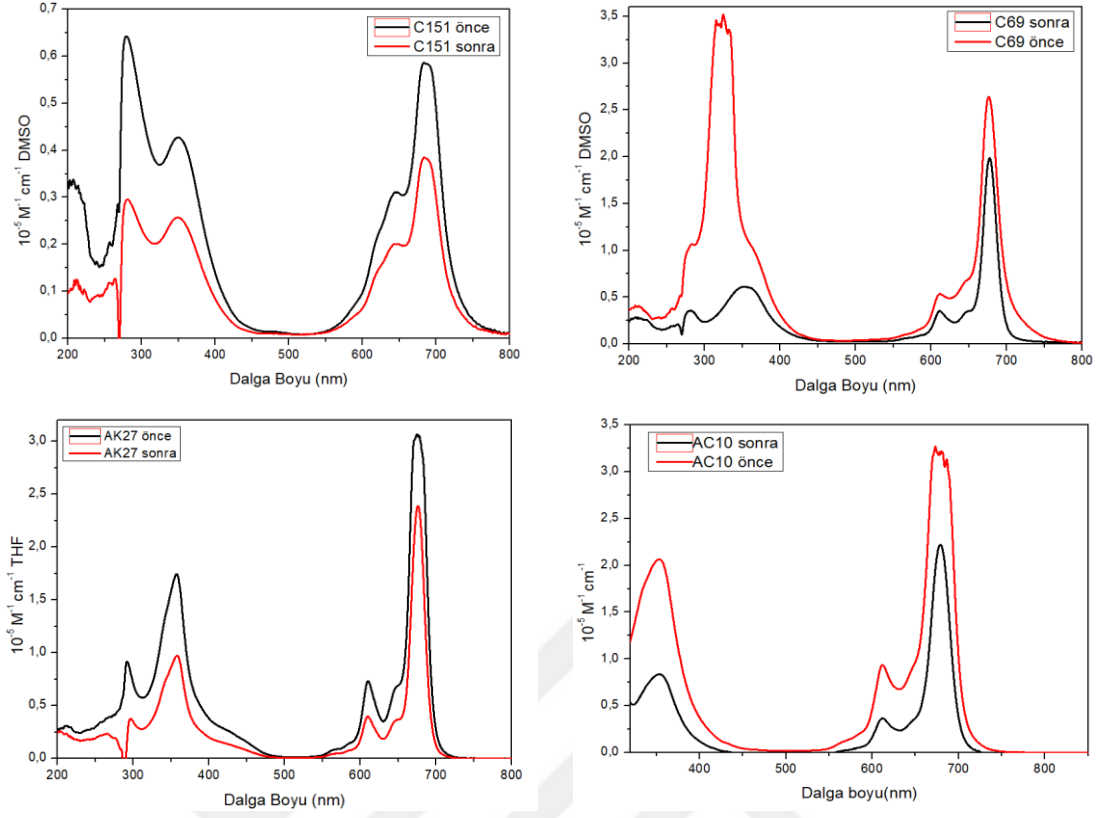 0,7
0,6
0,5
0,4
0,3
0,2
0,1
0,0
10⁻⁵ M⁻¹ cm⁻¹ DMSO
C151 önce
C151 sonra
200 300 400 500 600 700 800
Dalga Boyu (nm)
3,5
3,0
2,5
2,0
1,5
1,0
0,5
0,0
10⁻⁵ M⁻¹ cm⁻¹ DMSO
C69 sonra
C69 önce
200 300 400 500 600 700 800
Dalga Boyu (nm)
3,0
2,5
2,0
1,5
1,0
0,5
0,0
10⁻⁵ M⁻¹ cm⁻¹ THF
AK27 önce
AK27 sonra
200 300 400 500 600 700 800
Dalga Boyu (nm)
3,5
3,0
2,5
2,0
1,5
1,0
0,5
0,0
10⁻⁵ M⁻¹ cm⁻¹
AC10 sonra
AC10 önce
400 500 600 700 800
Dalga boyu(nm)